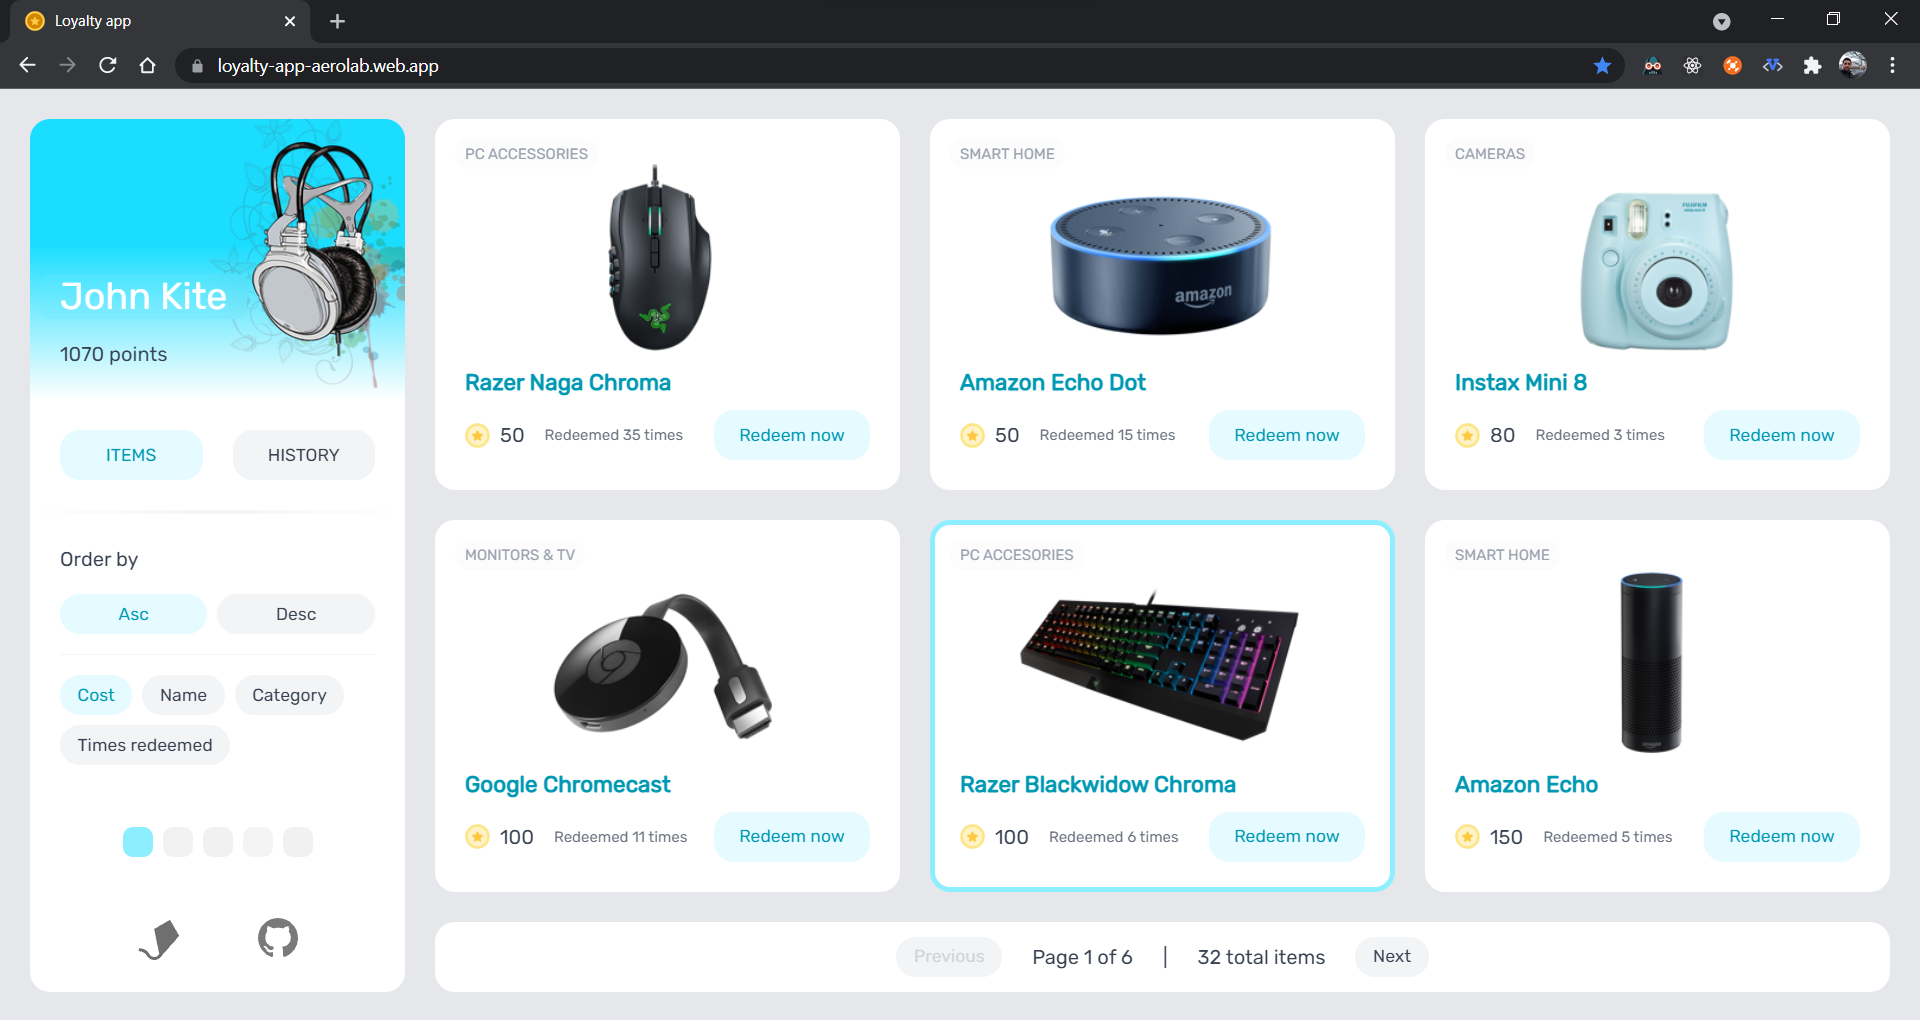 Loyalty app
loyalty-app-aerolab.web.app
John Kite
1070 points
ITEMS
HISTORY
Order by
Asc
Desc
Cost
Name
Category
Times redeemed
PC ACCESSORIES
Razer Naga Chroma
50
Redeemed 35 times
Redeem now
SMART HOME
amazon
Amazon Echo Dot
50
Redeemed 15 times
Redeem now
CAMERAS
FUJIFILM
Instax Mini 8
80
Redeemed 3 times
Redeem now
MONITORS & TV
Google Chromecast
100
Redeemed 11 times
Redeem now
PC ACCESORIES
Razer Blackwidow Chroma
100
Redeemed 6 times
Redeem now
SMART HOME
amazon
Amazon Echo
150
Redeemed 5 times
Redeem now
Previous
Page 1 of 6
|
32 total items
Next